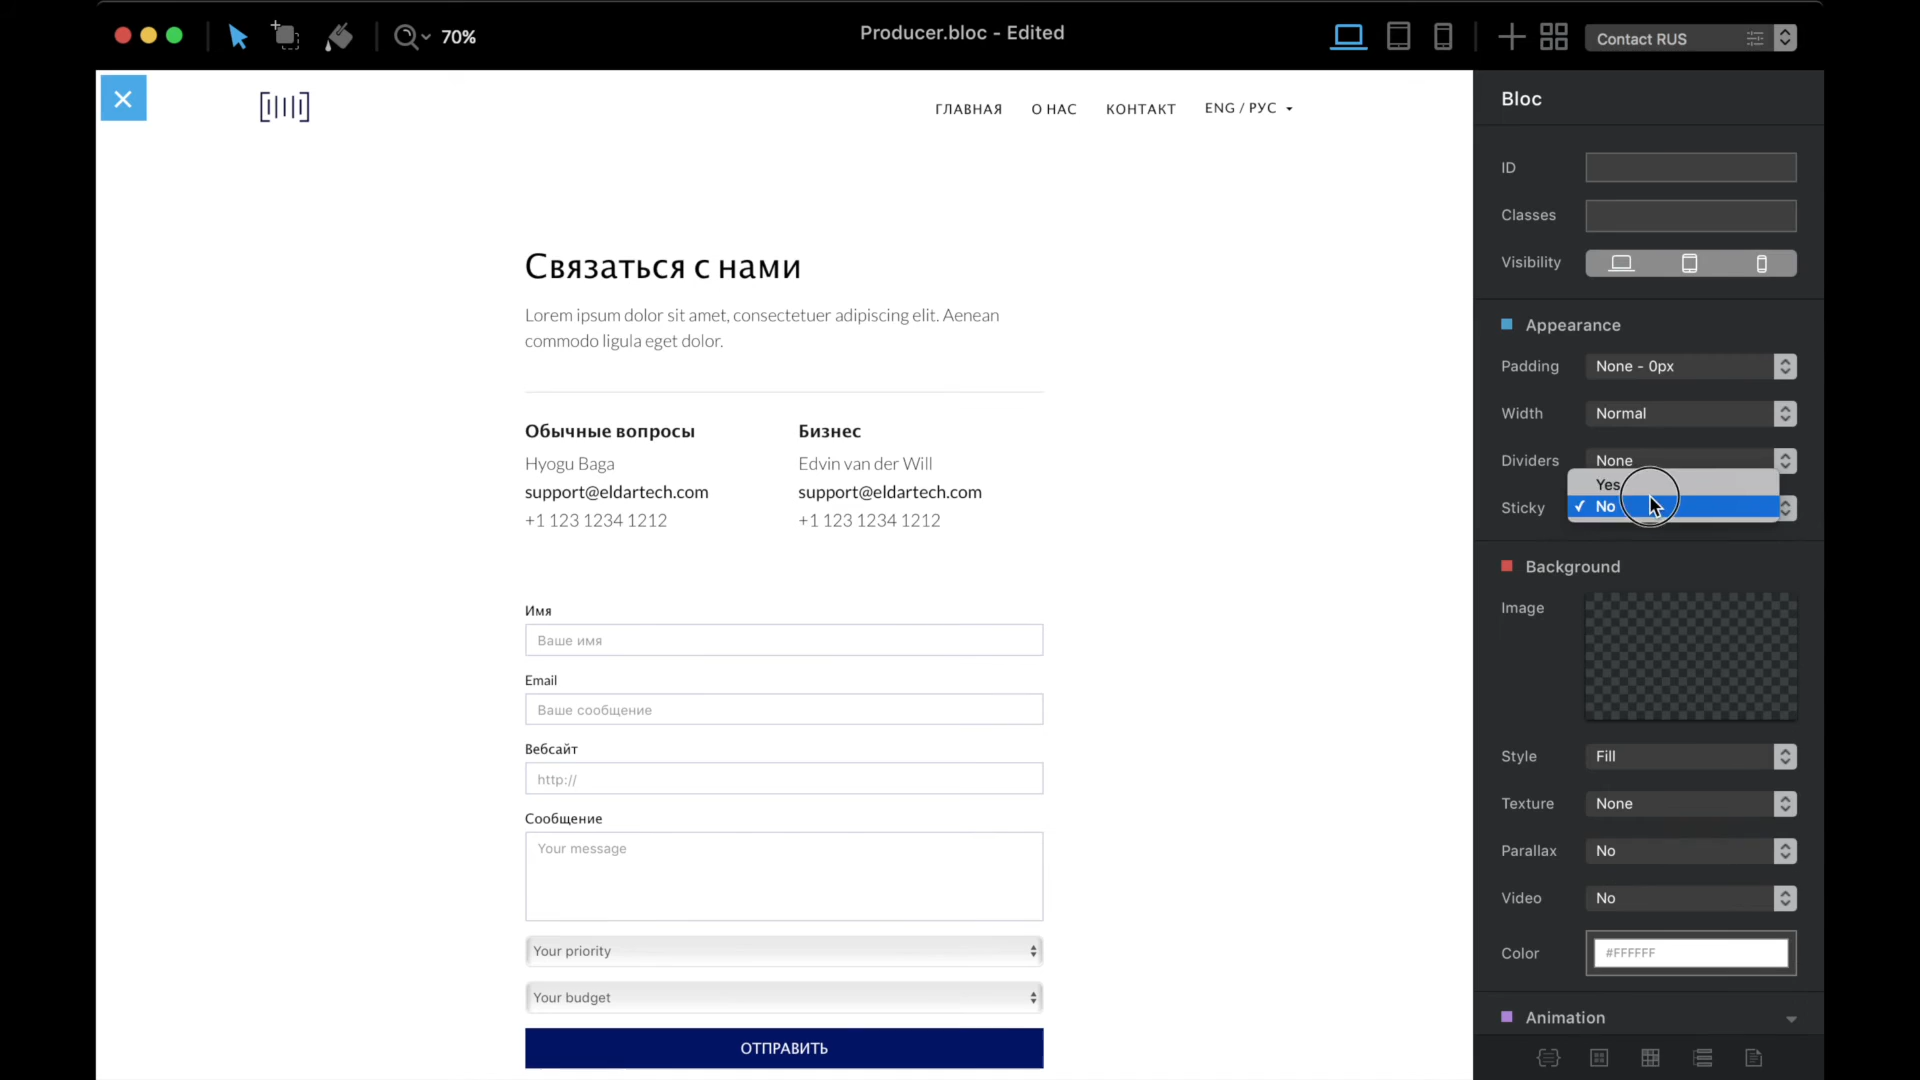 70%
Producer.bloc - Edited
Contact RUS
ГЛАВНАЯ
О НАС
КОНТАКТ
ENG / РУС
Связаться с нами
Lorem ipsum dolor sit amet, consectetuer adipiscing elit. Aenean
commodo ligula eget dolor.
Обычные вопросы
Hyogu Baga
support@eldartech.com
+1 123 1234 1212
Бизнес
Edvin van der Will
support@eldartech.com
+1 123 1234 1212
Имя
Ваше имя
Email
Ваше сообщение
Вебсайт
http://
Сообщение
Your message
Your priority
Your budget
ОТПРАВИТЬ
Bloc
ID
Classes
Visibility
Appearance
Padding
None - 0px
Width
Normal
Dividers
None
Sticky
Yes
No
Background
Image
Style
Fill
Texture
None
Parallax
No
Video
No
Color
#FFFFFF
Animation